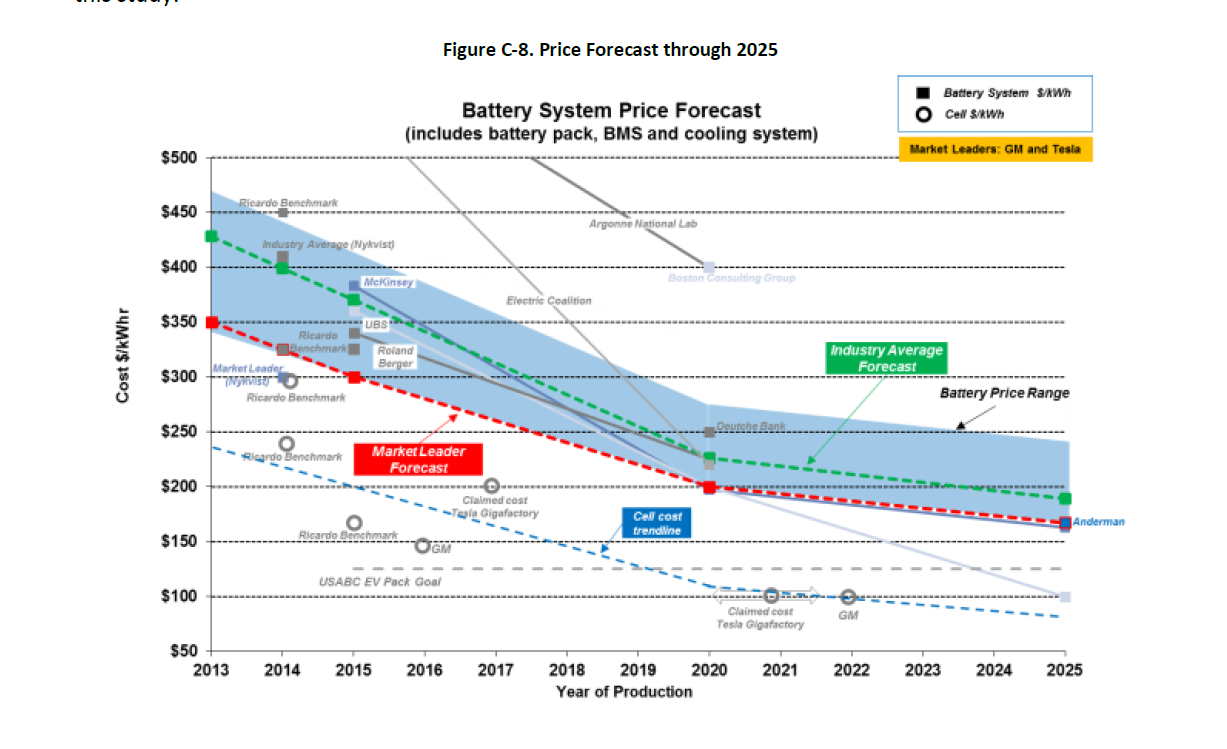 this study.
Figure C-8. Price Forecast through 2025
Battery System $/kWh
Cell $/kWh
Market Leaders: GM and Tesla
Battery System Price Forecast
(includes battery pack, BMS and cooling system)
$500
$450
$400
$350
$300
$250
$200
$150
$100
$50
Cost $/kWhr
Ricardo Benchmark
Argonne National Lab
Industry Average (Nykvist)
McKinsey
Boston Consulting Group
Electric Coalition
UBS
Ricardo
Benchmark
Roland
Berger
Industry Average
Forecast
Market Leader
(Nykvist)
Ricardo Benchmark
Battery Price Range
Deutche Bank
Market Leader
Forecast
Ricardo Benchmark
Claimed cost
Tesla Gigafactory
Cell cost
trendline
Anderman
Ricardo Benchmark
GM
USABC EV Pack Goal
Claimed cost
Tesla Gigafactory
GM
2013
2014
2015
2016
2017
2018
2019
2020
2021
2022
2023
2024
2025
Year of Production